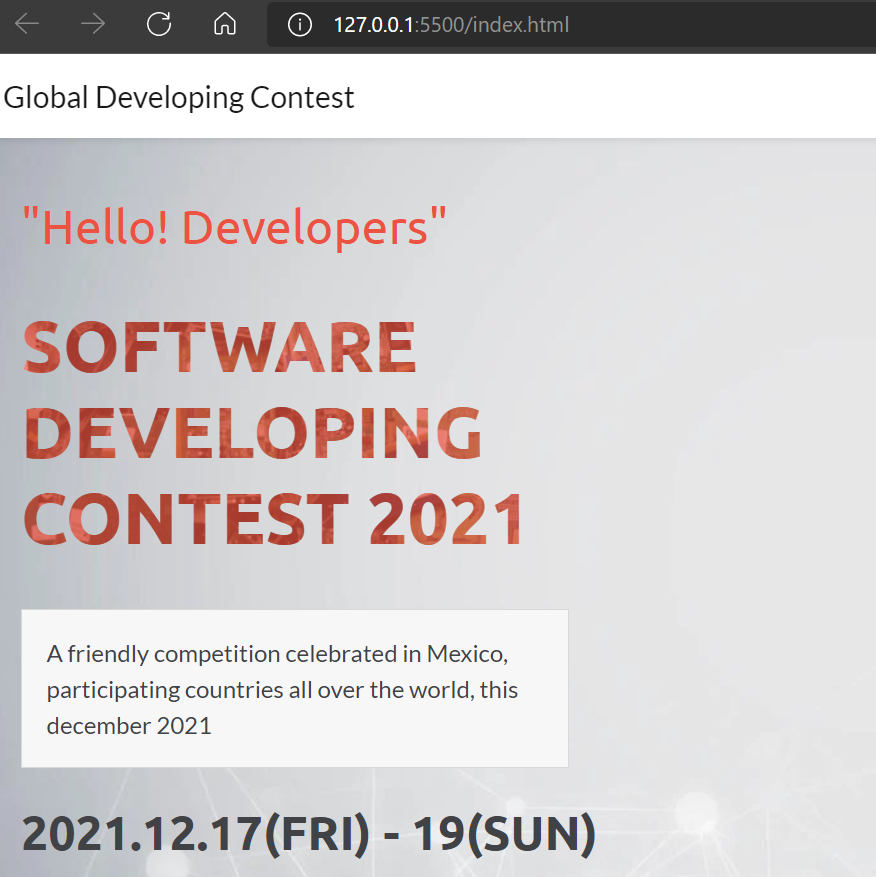 127.0.0.1:5500/index.html
Global Developing Contest
"Hello! Developers"
SOFTWARE
DEVELOPING
CONTEST 2021
A friendly competition celebrated in Mexico,
participating countries all over the world, this
december 2021
2021.12.17(FRI) - 19(SUN)